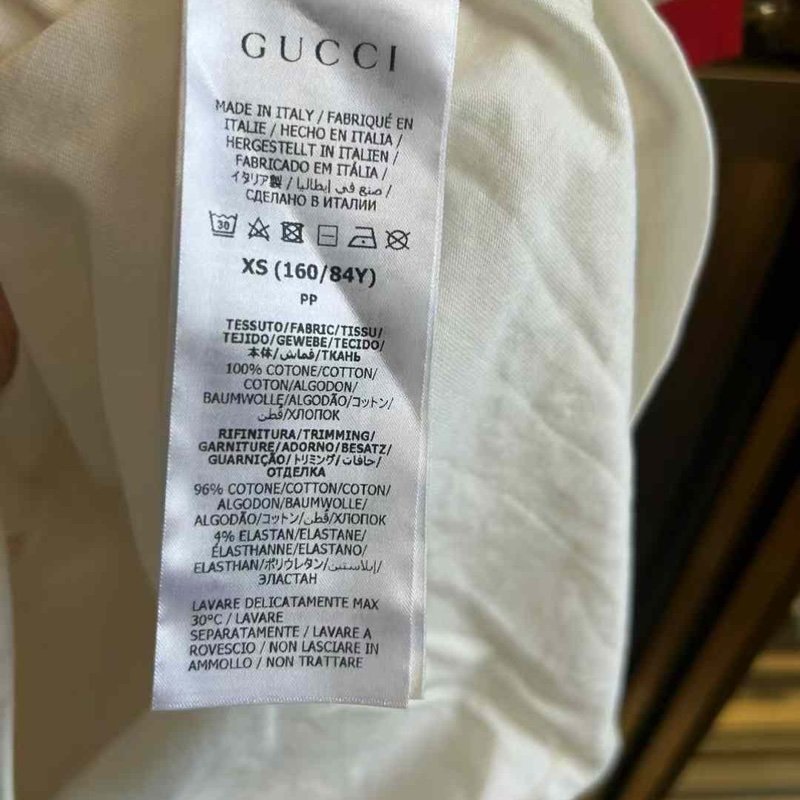 GUCCI
MADE IN ITALY / FABRIQUÉ EN
ITALIE / HECHO EN ITALIA /
HERGESTELLT IN ITALIEN /
FABRICADO EM ITÁLIA /
イタリア製 / صنع في إيطاليا /
СДЕЛАНО В ИТАЛИИ
30
XS (160/84Y)
PP
TESSUTO/FABRIC/TISSU/
TEJIDO/GEWEBE/TECIDO/
本体/قماش/ТКАНЬ
100% COTONE/COTTON/
COTON/ALGODON/
BAUMWOLLE/ALGODÃO/コットン/
قطن/ХЛОПОК
RIFINITURA/TRIMMING/
GARNITURE/ADORNO/BESATZ/
GUARNIÇÃO/トリミング/حافات/
ОТДЕЛКА
96% COTONE/COTTON/COTON/
ALGODON/BAUMWOLLE/
ALGODÃO/コットン/قطن/ХЛОПОК
4% ELASTAN/ELASTANE/
ÉLASTHANNE/ELASTANO/
ELASTHAN/ポリウレタン/إيلاستين/
ЭЛАСТАН
LAVARE DELICATAMENTE MAX
30°C / LAVARE
SEPARATAMENTE / LAVARE A
ROVESCIO / NON LASCIARE IN
AMMOLLO / NON TRATTARE